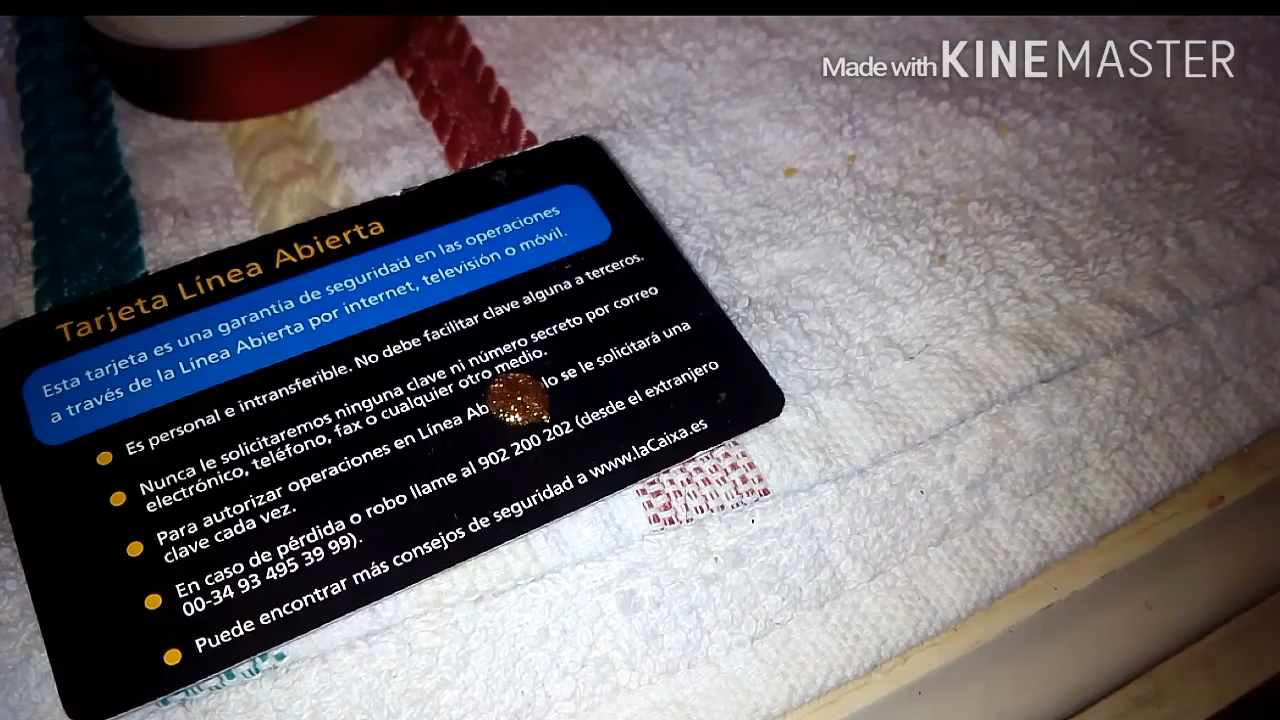 Made with KINEMASTER
Tarjeta Línea Abierta
Esta tarjeta es una garantía de seguridad en las operaciones
a través de la Línea Abierta por internet, televisión o móvil.
Es personal e intransferible. No debe facilitar clave alguna a terceros.
Nunca le solicitaremos ninguna clave ni número secreto por correo
electrónico, teléfono, fax o cualquier otro medio.
Para autorizar operaciones en Línea Ab lo se le solicitará una
clave cada vez.
En caso de pérdida o robo llame al 902 200 202 (desde el extranjero
00-34 93 495 39 99).
Puede encontrar más consejos de seguridad a www.laCaixa.es